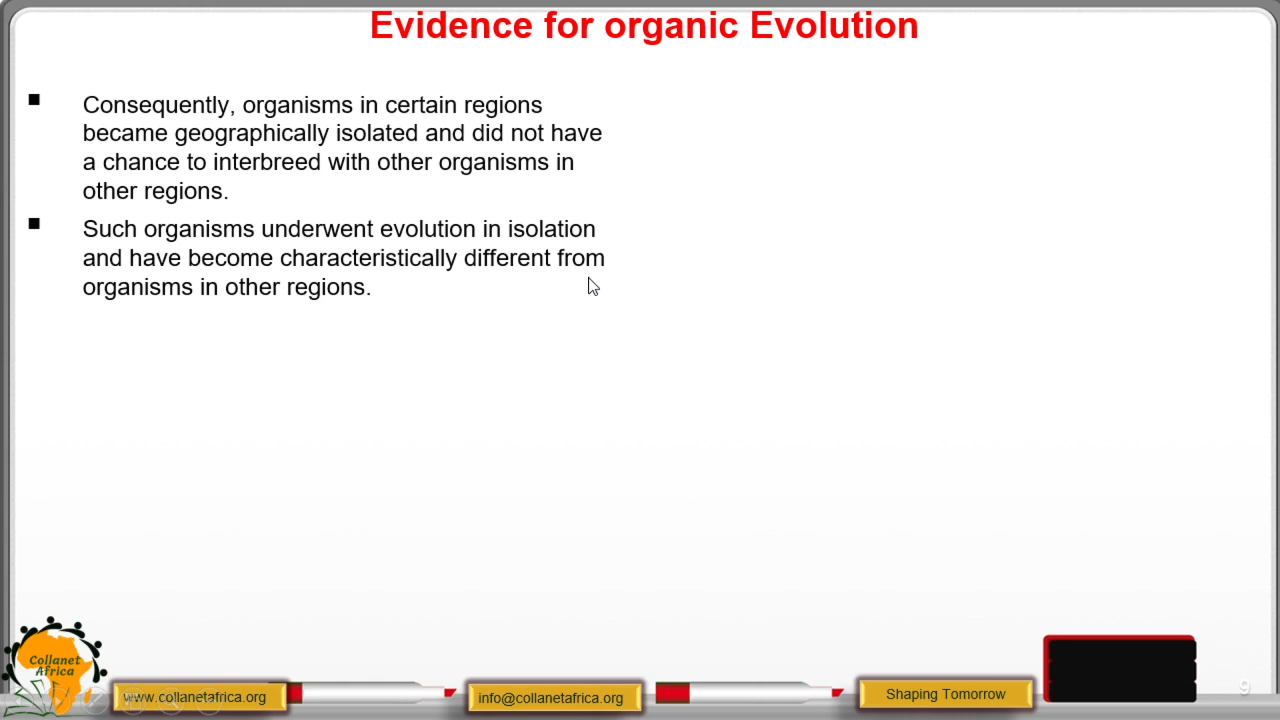 Evidence for organic Evolution
Consequently, organisms in certain regions
became geographically isolated and did not have
a chance to interbreed with other organisms in
other regions.
Such organisms underwent evolution in isolation
and have become characteristically different from
organisms in other regions.
Collanet
Africa
www.collanetafrica.org
info@collanetafrica.org
Shaping Tomorrow
9